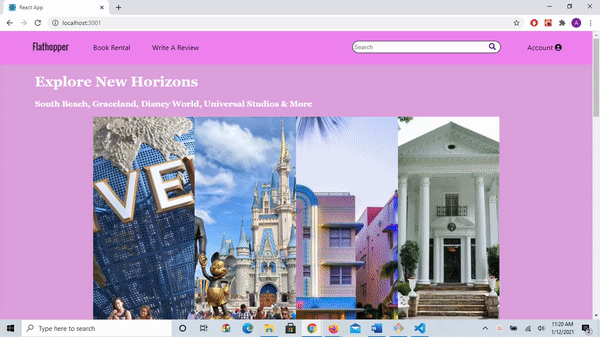 React App
localhost:3001
Flathopper
Book Rental
Write A Review
Search
Account
Explore New Horizons
South Beach, Graceland, Disney World, Universal Studios & More
IVE
Type here to search
11:20 AM
1/12/2021